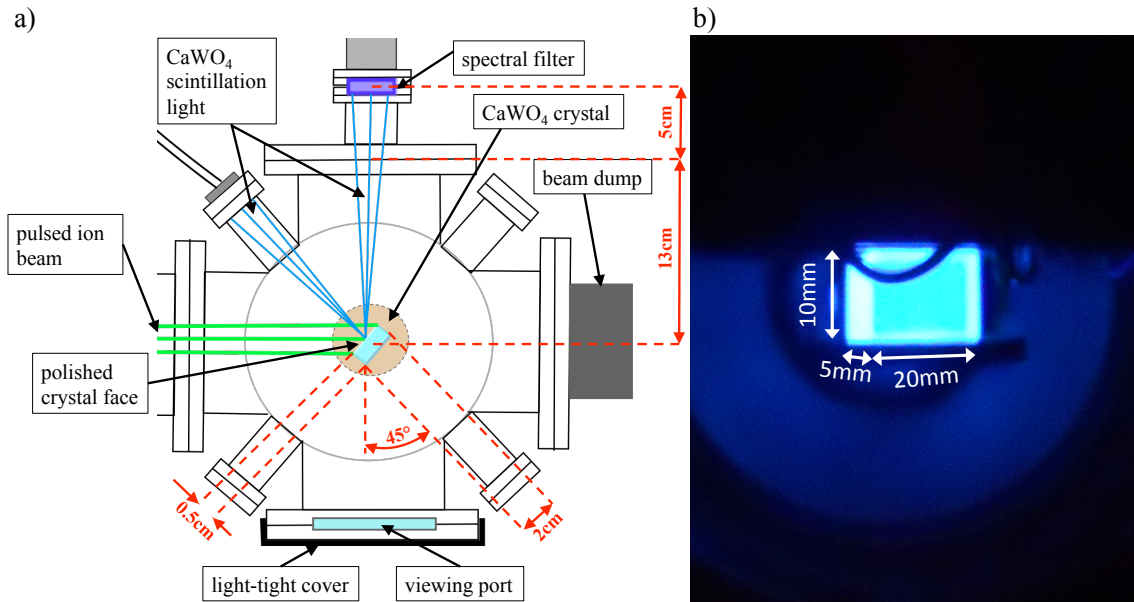 a)
b)
CaWO4
scintillation
light
spectral filter
CaWO4 crystal
5cm
beam dump
pulsed ion
beam
13cm
polished
crystal face
45°
0.5cm
2cm
light-tight cover
viewing port
10mm
5mm
20mm